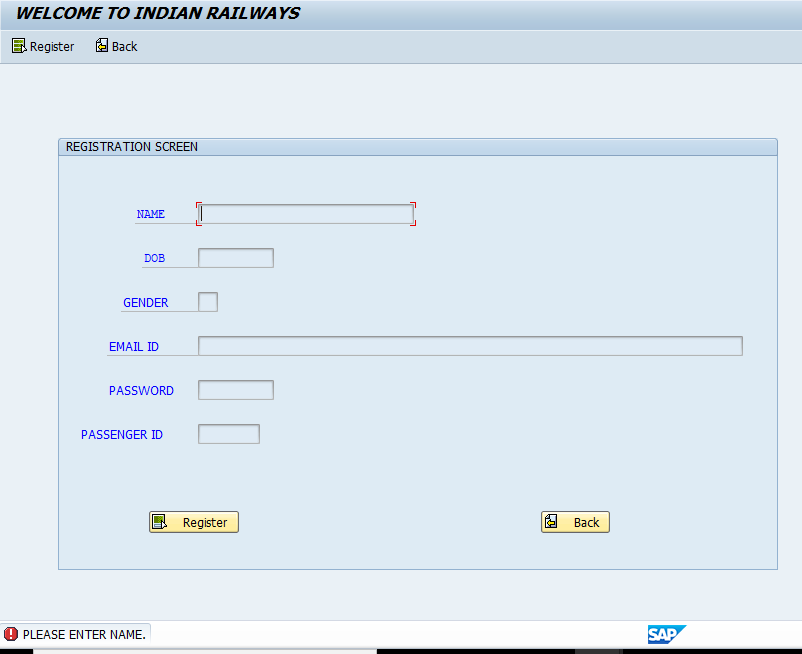 WELCOME TO INDIAN RAILWAYS
Register Back
REGISTRATION SCREEN
NAME
DOB
GENDER
EMAIL ID
PASSWORD
PASSENGER ID
Register Back
PLEASE ENTER NAME.
SAP